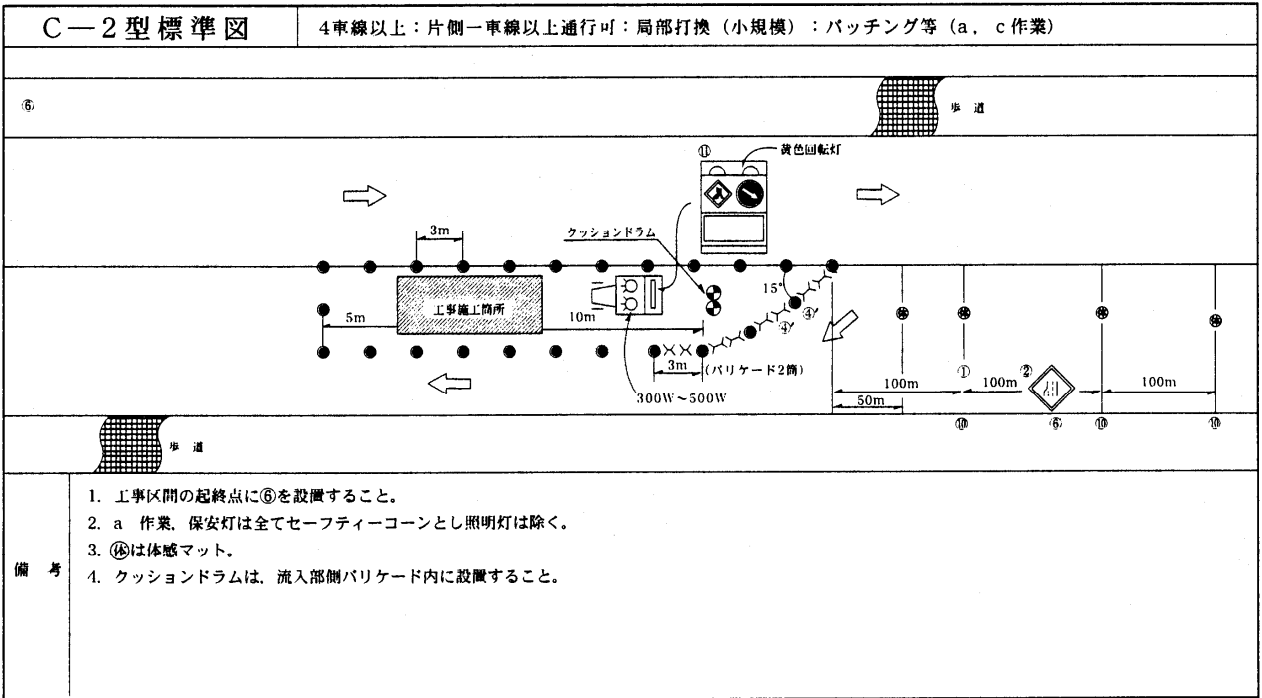 C－2型標準図
4車線以上：片側一車線以上通行可：局部打換（小規模）：パッチング等（a，c作業）
⑥
歩道
⑪
黄色回転灯
3m
クッションドラム
15°
④'
④'
工事施工箇所
5m
10m
3m
(バリケード2箇)
300W～500W
① ②
100m 100m 100m
50m
⑩ ⑥ ⑩ ⑩
歩道
備考
1. 工事区間の起終点に⑥を設置すること。
2. a 作業，保安灯は全てセーフティーコーンとし照明灯は除く。
3. ㊡は体感マット。
4. クッションドラムは，流入部側バリケード内に設置すること。